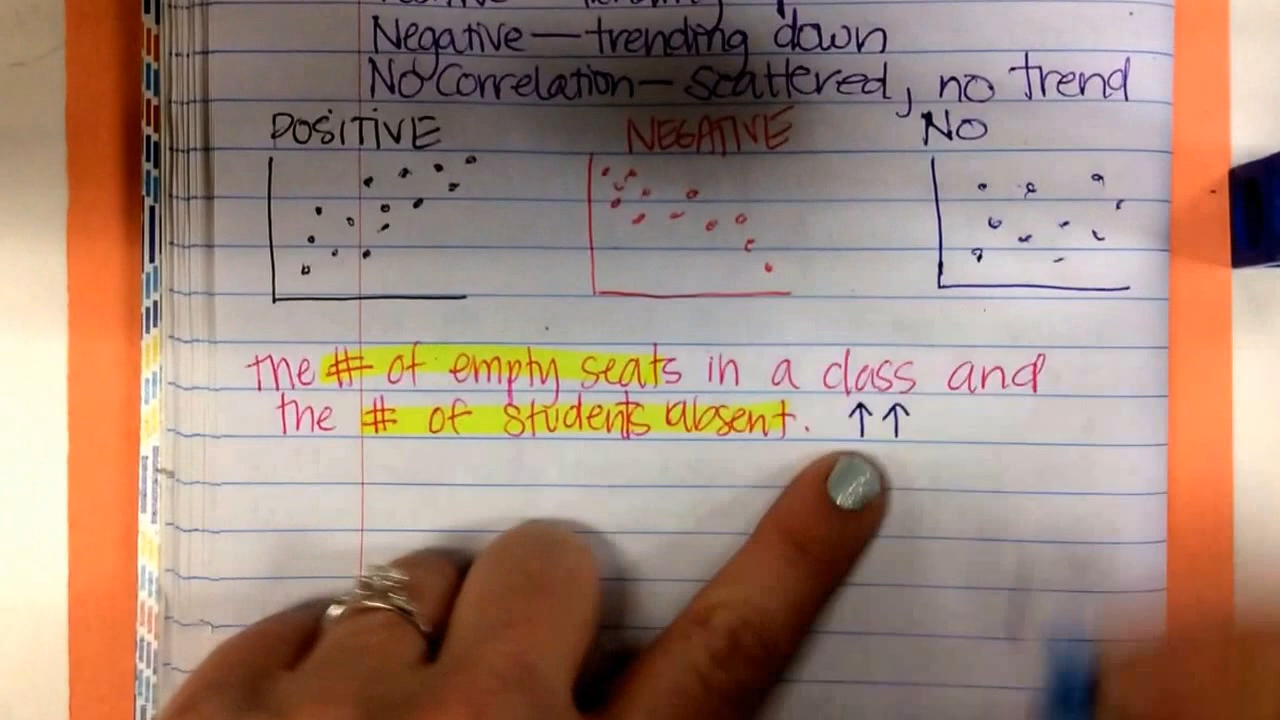 Negative — trending down
No Correlation — scattered, no trend
POSITIVE NEGATIVE NO
the # of empty seats in a class and
the # of students absent. ↑↑